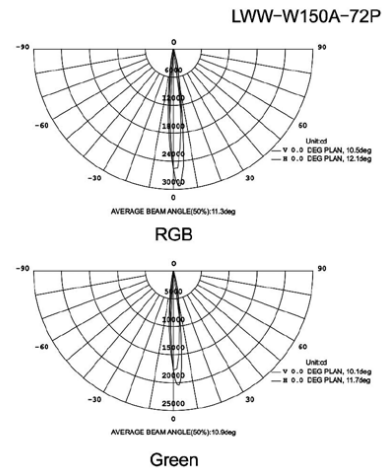 LWW-W150A-72P
0
-90 90
6000
12000
-60 60
18000
Unit:cd
24000
V 0.0 DEG PLAN, 10.5deg
H 0.0 DEG PLAN, 12.1deg
-30 30000
0
AVERAGE BEAM ANGLE(50%):11.3deg
RGB
0
-90 90
5000
10000
-60
15000
Unit:cd
V 0.0 DEG PLAN, 10.1deg
20000
H 0.0 DEG PLAN, 11.7deg
-30
25000
0
AVERAGE BEAM ANGLE(50%):10.9deg
Green